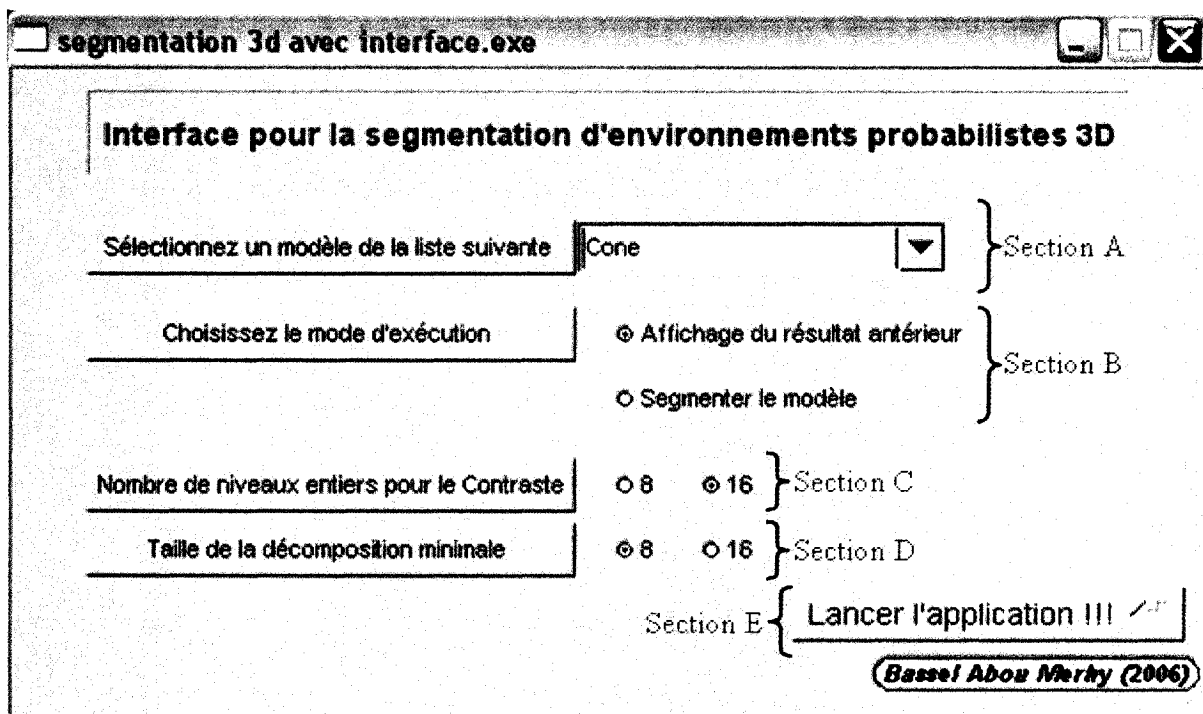 segmentation 3d avec interface.exe
Interface pour la segmentation d'environnements probabilistes 3D
Sélectionnez un modèle de la liste suivante Cone Section A
Choisissez le mode d'exécution Affichage du résultat antérieur
Section B
Segmenter le modèle
Nombre de niveaux entiers pour le Contraste 8 16 Section C
Taille de la décomposition minimale 8 16 Section D
Section E Lancer l'application !!!
Bassel Abou Merhy (2006)